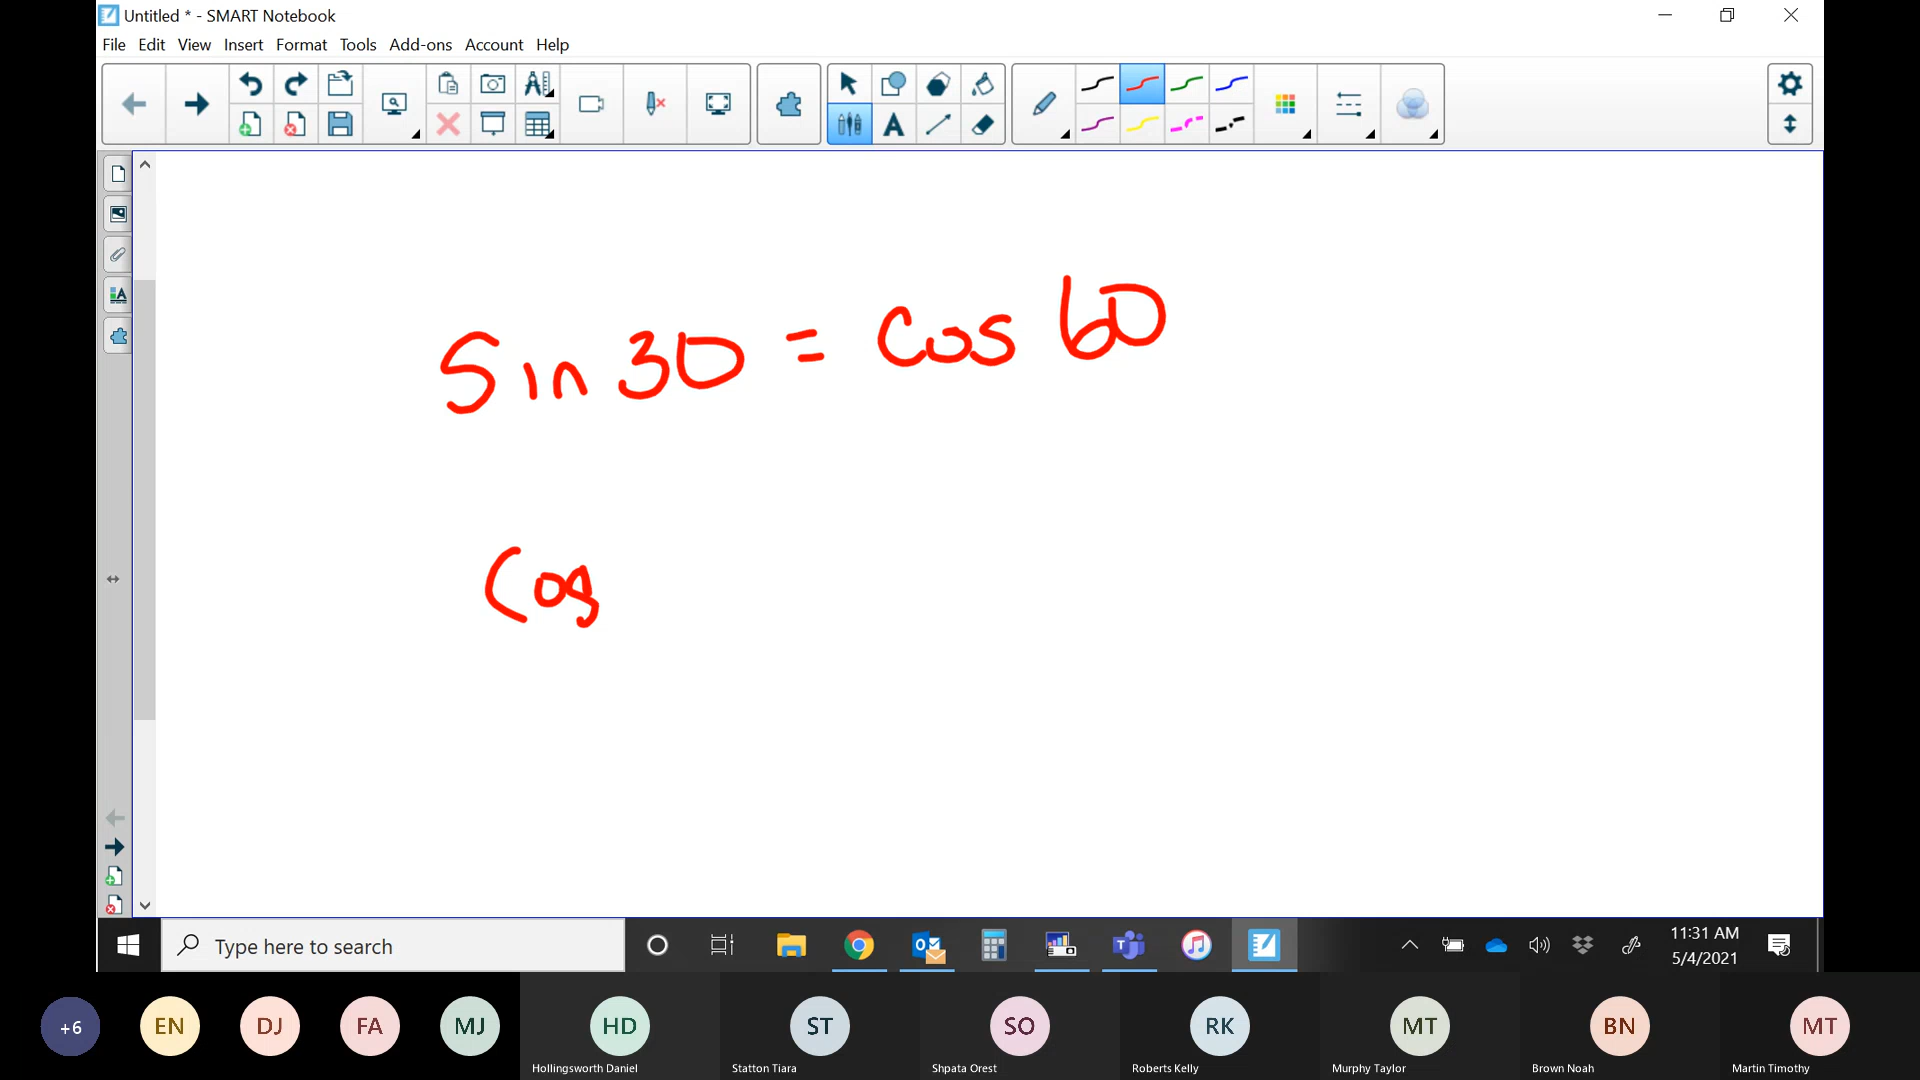 Untitled * - SMART Notebook
File Edit View Insert Format Tools Add-ons Account Help
Sin 30 = Cos 60
Cos
Type here to search
11:31 AM
5/4/2021
+6 EN DJ FA MJ HD ST SO RK MT BN MT
Hollingsworth Daniel Statton Tiara Shpata Orest Roberts Kelly Murphy Taylor Brown Noah Martin Timothy